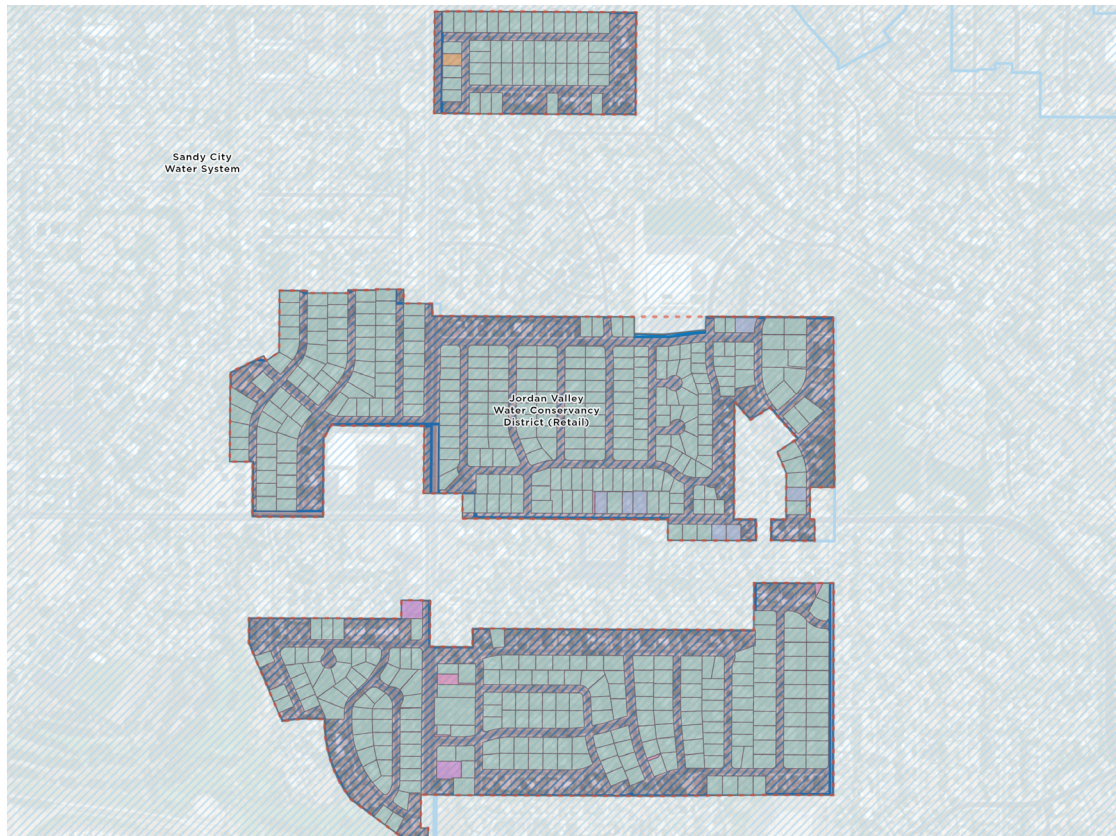 Sandy City
Water System
Jordan Valley
Water Conservancy
District (Retail)